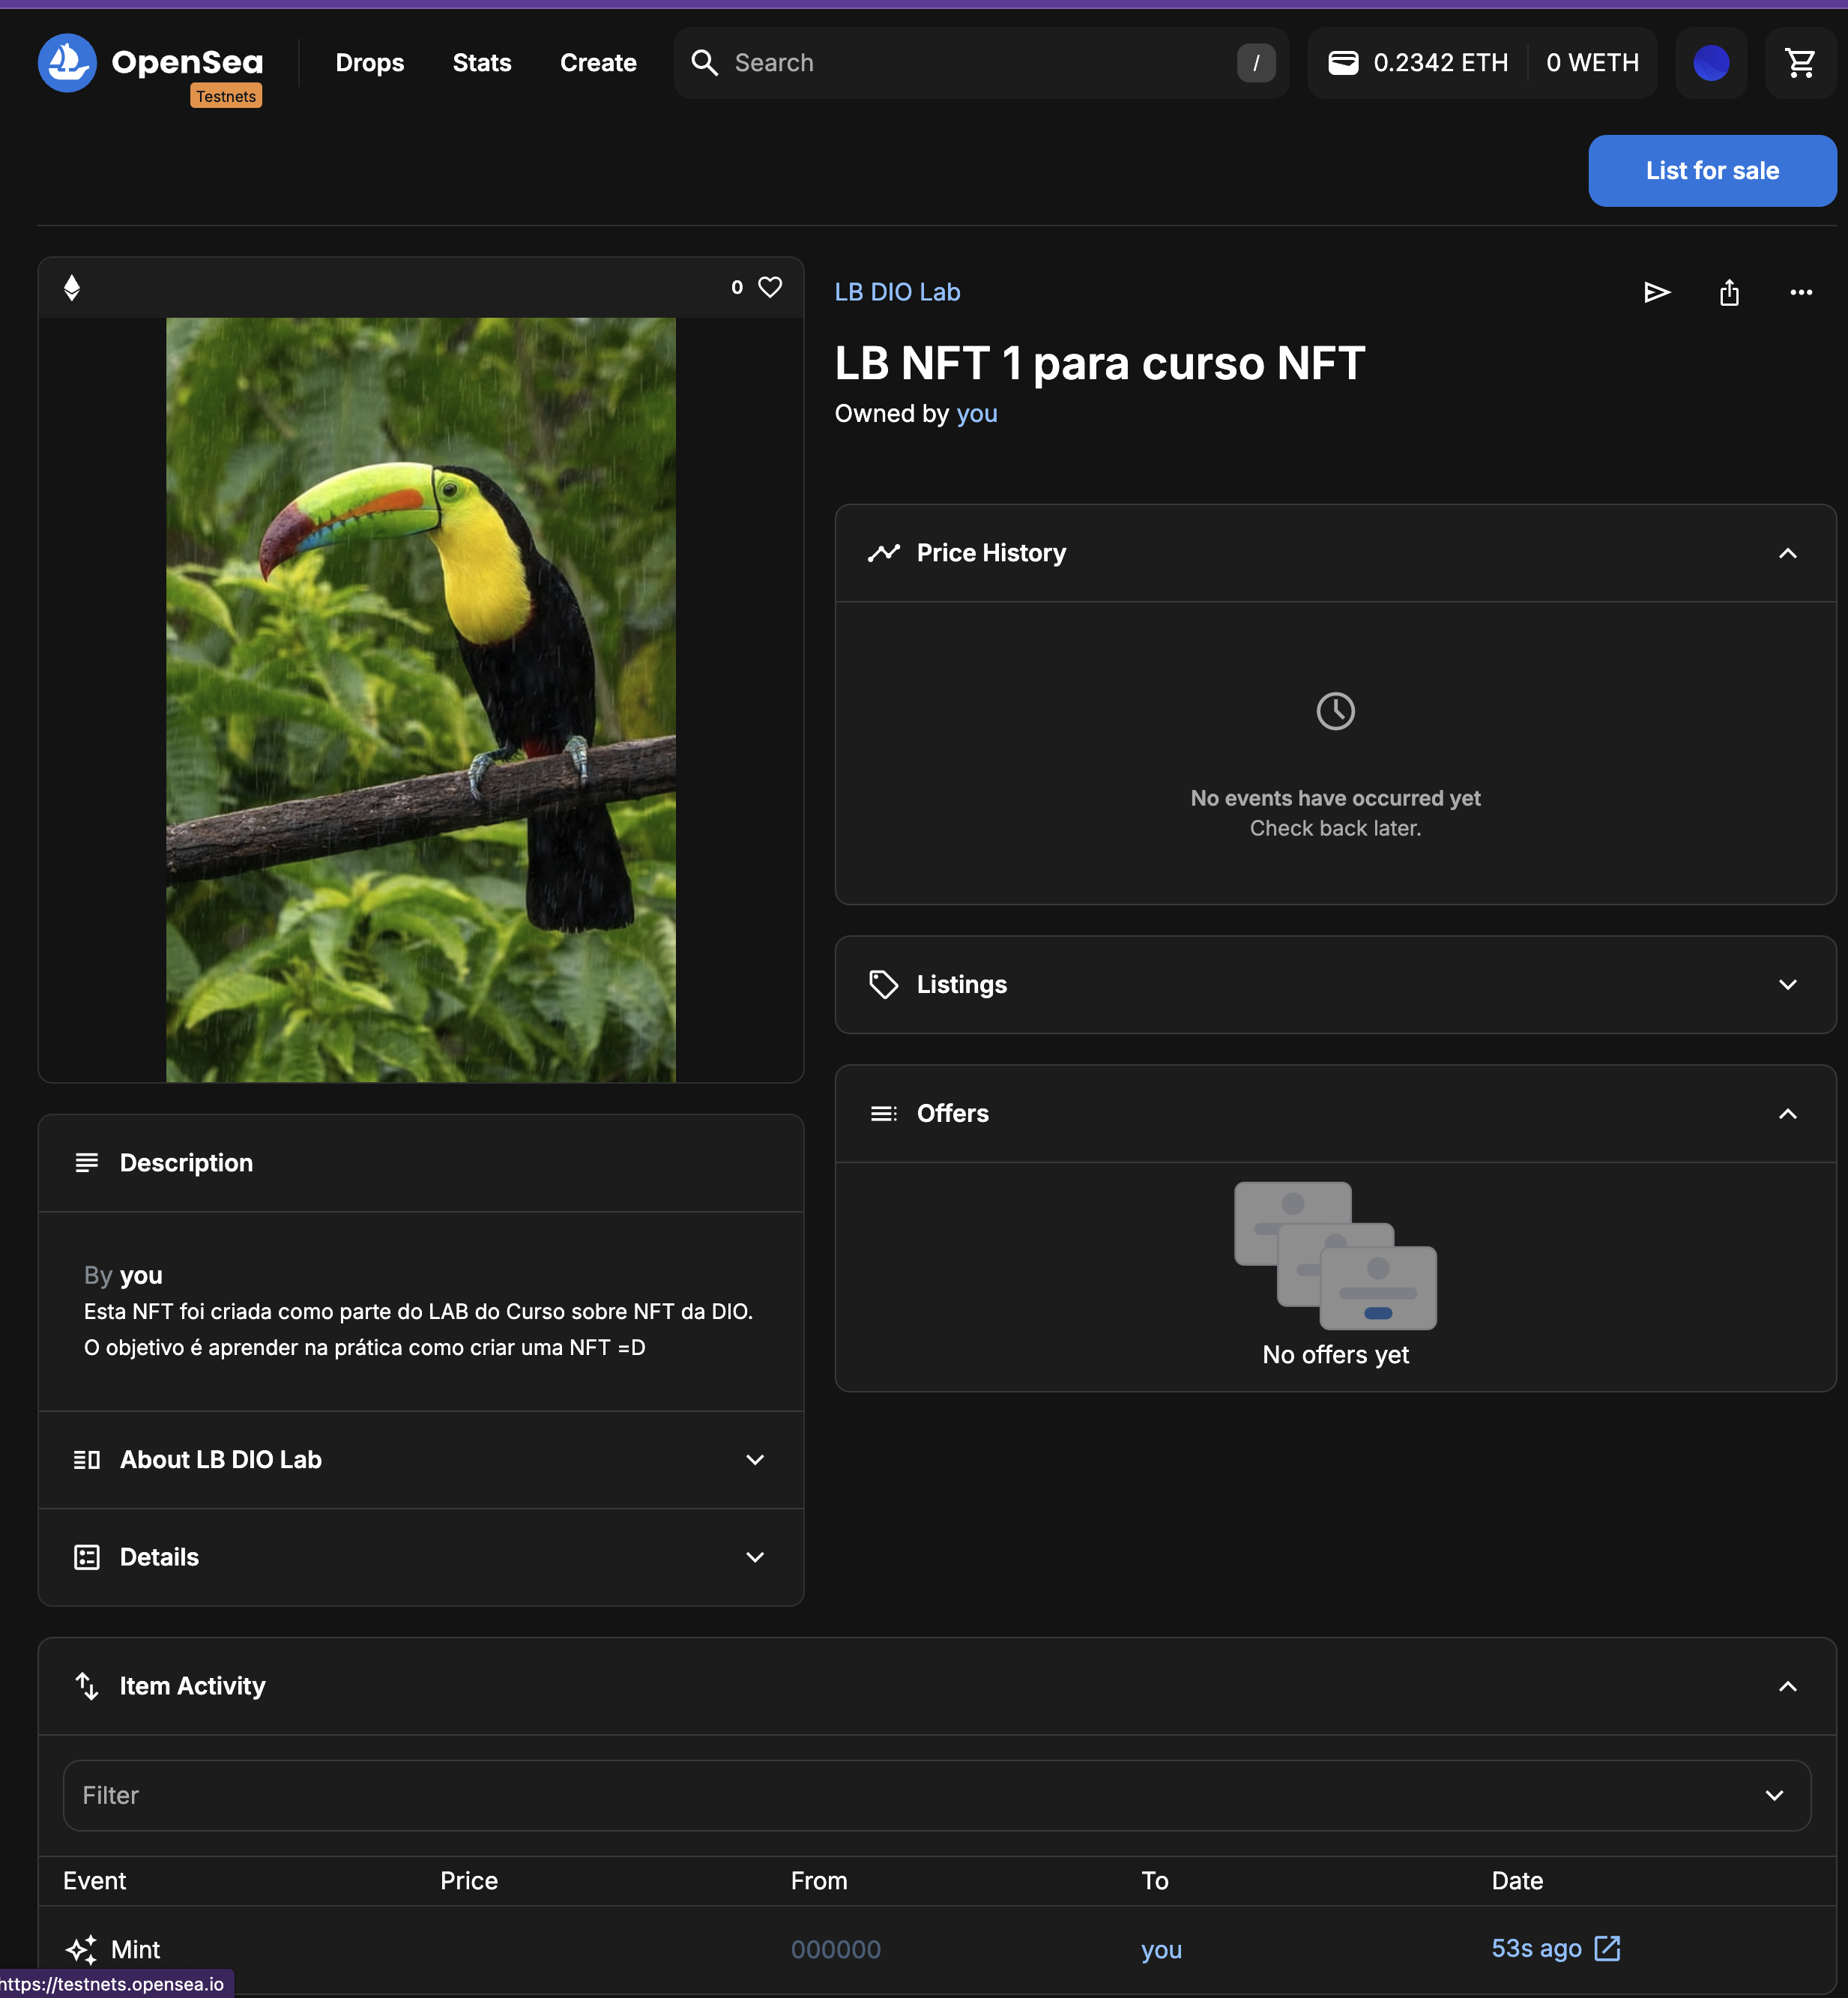 OpenSea
Testnets
Drops
Stats
Create
Search
/
0.2342 ETH
0 WETH
List for sale
0
LB DIO Lab
LB NFT 1 para curso NFT
Owned by you
Price History
No events have occurred yet
Check back later.
Listings
Offers
No offers yet
Description
By you
Esta NFT foi criada como parte do LAB do Curso sobre NFT da DIO.
O objetivo é aprender na prática como criar uma NFT =D
About LB DIO Lab
Details
Item Activity
Filter
Event Price From To Date
Mint 000000 you 53s ago
https://testnets.opensea.io